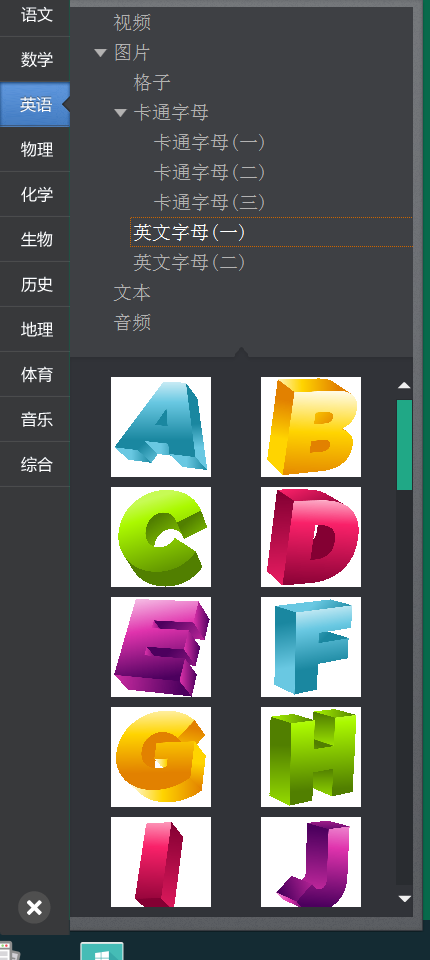 语文
数学
英语
物理
化学
生物
历史
地理
体育
音乐
综合
视频
图片
格子
卡通字母
卡通字母(一)
卡通字母(二)
卡通字母(三)
英文字母(一)
英文字母(二)
文本
音频
A B
C D
E F
G H
I J